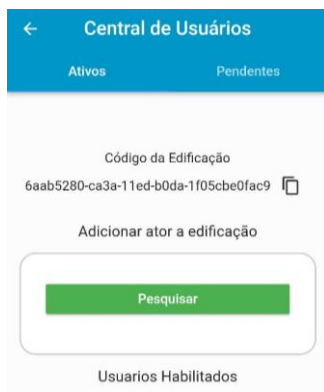 Central de Usuários
Ativos Pendentes
Código da Edificação
6aab5280-ca3a-11ed-b0da-1f05cbe0fac9
Adicionar ator a edificação
Pesquisar
Usuarios Habilitados